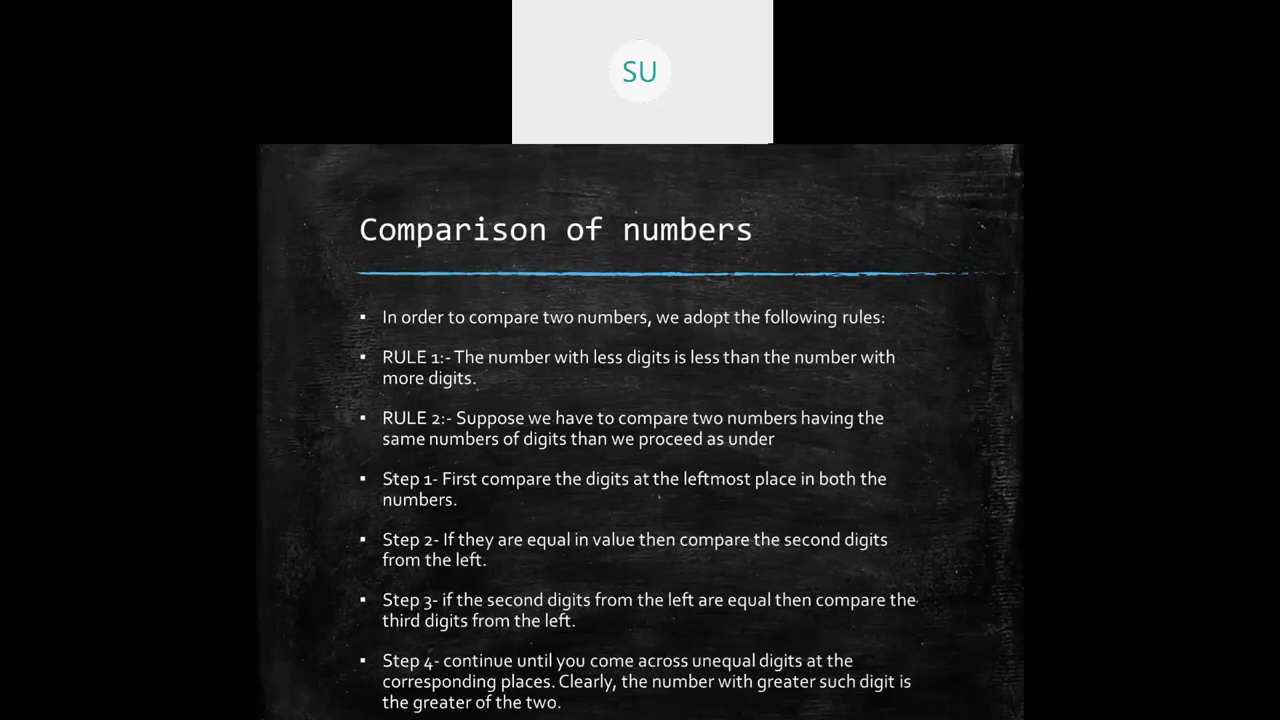 SU
Comparison of numbers
▪ In order to compare two numbers, we adopt the following rules:
▪ RULE 1:- The number with less digits is less than the number with
more digits.
▪ RULE 2:- Suppose we have to compare two numbers having the
same numbers of digits than we proceed as under
▪ Step 1- First compare the digits at the leftmost place in both the
numbers.
▪ Step 2- If they are equal in value then compare the second digits
from the left.
▪ Step 3- if the second digits from the left are equal then compare the
third digits from the left.
▪ Step 4- continue until you come across unequal digits at the
corresponding places. Clearly, the number with greater such digit is
the greater of the two.